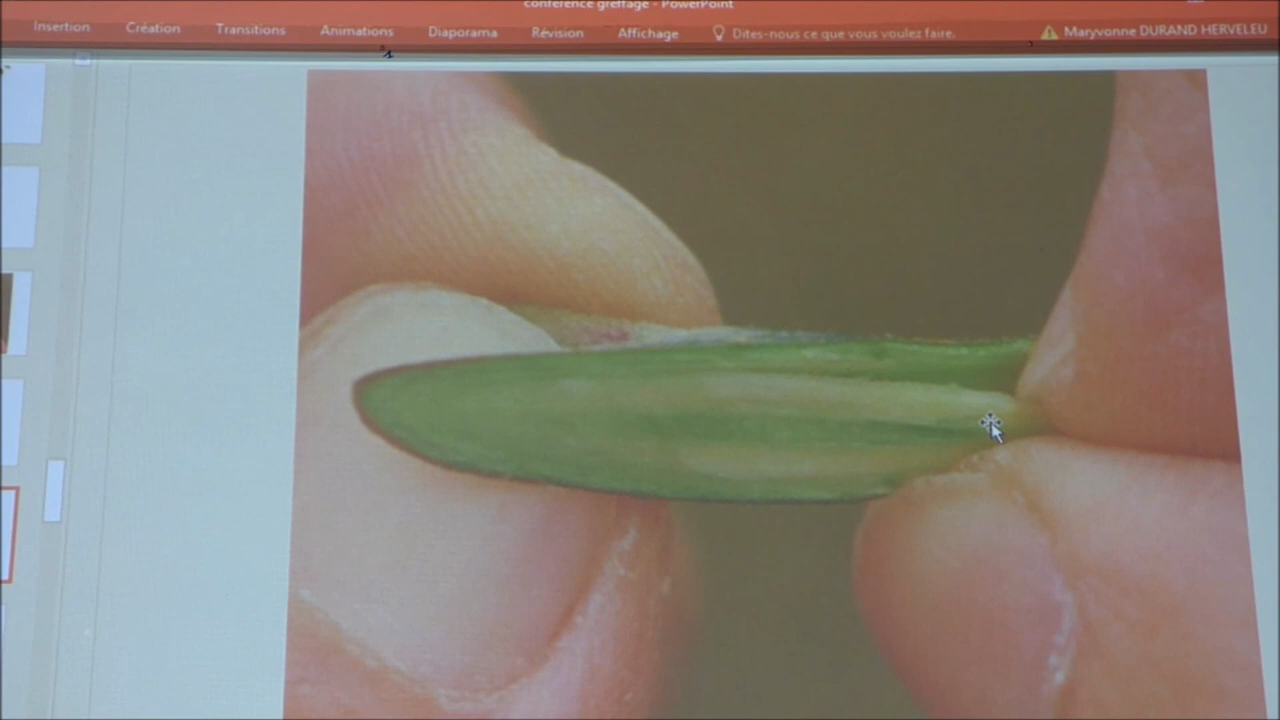 conférence greffage - PowerPoint
Insertion Création Transitions Animations Diaporama Révision Affichage Dites-nous ce que vous voulez faire. Maryvonne DURAND HERVELEU